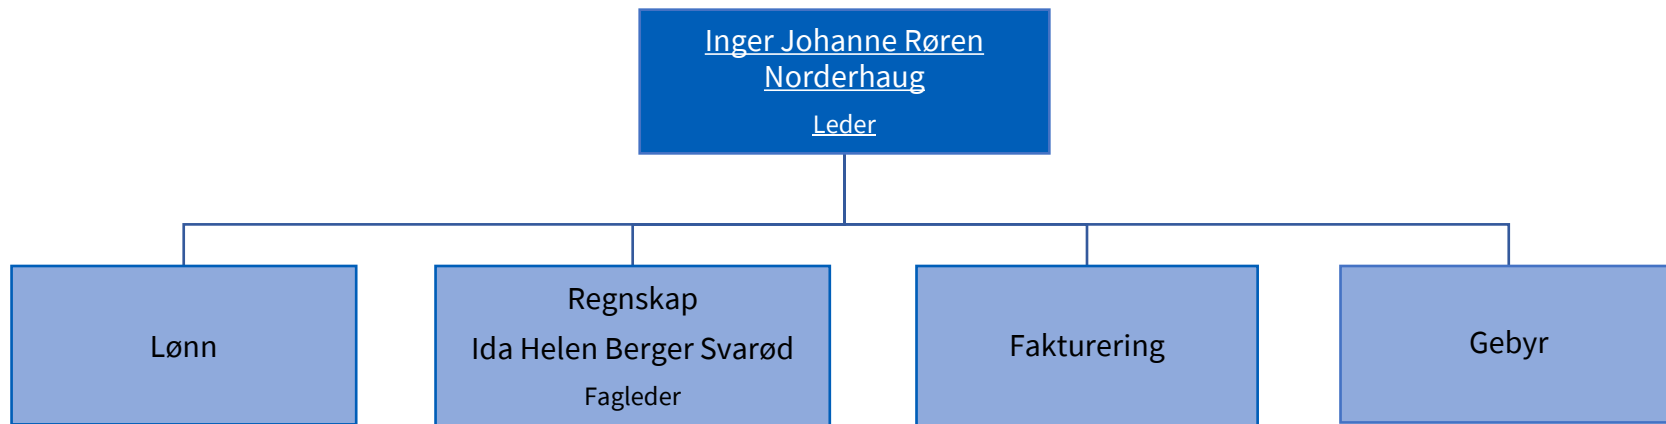 Inger Johanne Røren
Norderhaug
Leder
Lønn
Regnskap
Ida Helen Berger Svarød
Fagleder
Fakturering
Gebyr